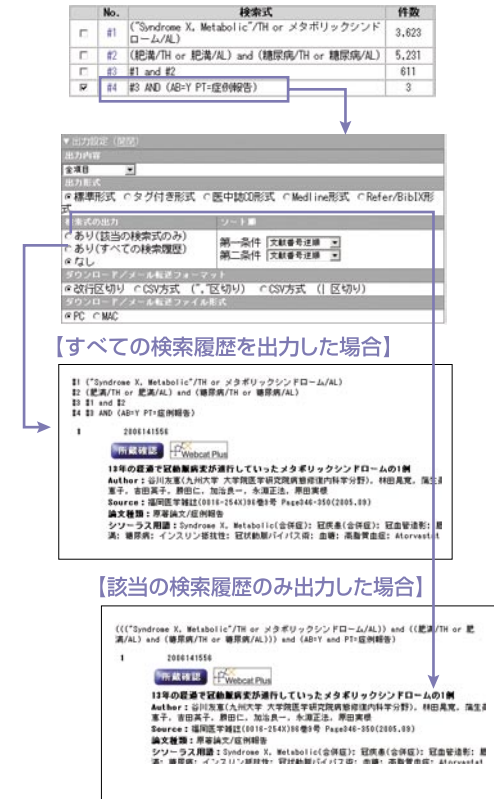 No. 検索式 件数
#1 ("Syndrome X, Metabolic"/TH or メタボリックシンド
ローム/AL) 3,623
#2 (肥満/TH or 肥満/AL) and (糖尿病/TH or 糖尿病/AL) 5,231
#3 #1 and #2 611
#4 #3 AND (AB=Y PT=症例報告) 3
▼出力設定 (開閉)
出力内容
全項目
出力形式
標準形式 タグ付き形式 医中誌CD形式 Medline形式 Refer/BibIX形
式
検索式の出力 ソート順
あり(該当の検索式のみ)
あり(すべての検索履歴)
なし
第一条件 文献番号逆順
第二条件 文献番号逆順
ダウンロード/メール転送フォーマット
改行区切り CSV方式 (","区切り) CSV方式 (| 区切り)
ダウンロード/メール転送ファイル形式
PC MAC
【すべての検索履歴を出力した場合】
#1 ("Syndrome X, Metabolic"/TH or メタボリックシンドローム/AL)
#2 (肥満/TH or 肥満/AL) and (糖尿病/TH or 糖尿病/AL)
#3 #1 and #2
#4 #3 AND (AB=Y PT=症例報告)
1 2006141556
所蔵確認 Webcat Plus
13年の経過で冠動脈病変が進行していったメタボリックシンドロームの1例
Author:谷川友寛(九州大学 大学院医学研究院病態修復内科学分野), 林田晃寛,
恵子, 吉田英子, 勝田仁, 加治良一, 永淵正法, 原田実根
Source:福岡医学雑誌(0016-254X)96巻9号 Page346-350(2005.09)
論文種類:原著論文/症例報告
シソーラス用語:Syndrome X, Metabolic(合併症); 冠疾患(合併症); 冠血管造影;
満; 糖尿病; インスリン抵抗性; 冠状動脈バイパス術; 血糖; 高脂質血症; Atorvastat
【該当の検索履歴のみ出力した場合】
((("Syndrome X, Metabolic"/TH or メタボリックシンドローム/AL)) and ((肥満/TH or 肥
満/AL) and (糖尿病/TH or 糖尿病/AL))) and (AB=Y and PT=症例報告)
1 2006141556
所蔵確認 Webcat Plus
13年の経過で冠動脈病変が進行していったメタボリックシンドロームの1例
Author:谷川友寛(九州大学 大学院医学研究院病態修復内科学分野), 林田晃寛,
恵子, 吉田英子, 勝田仁, 加治良一, 永淵正法, 原田実根
Source:福岡医学雑誌(0016-254X)96巻9号 Page346-350(2005.09)
論文種類:原著論文/症例報告
シソーラス用語:Syndrome X, Metabolic(合併症); 冠疾患(合併症); 冠血管造影;